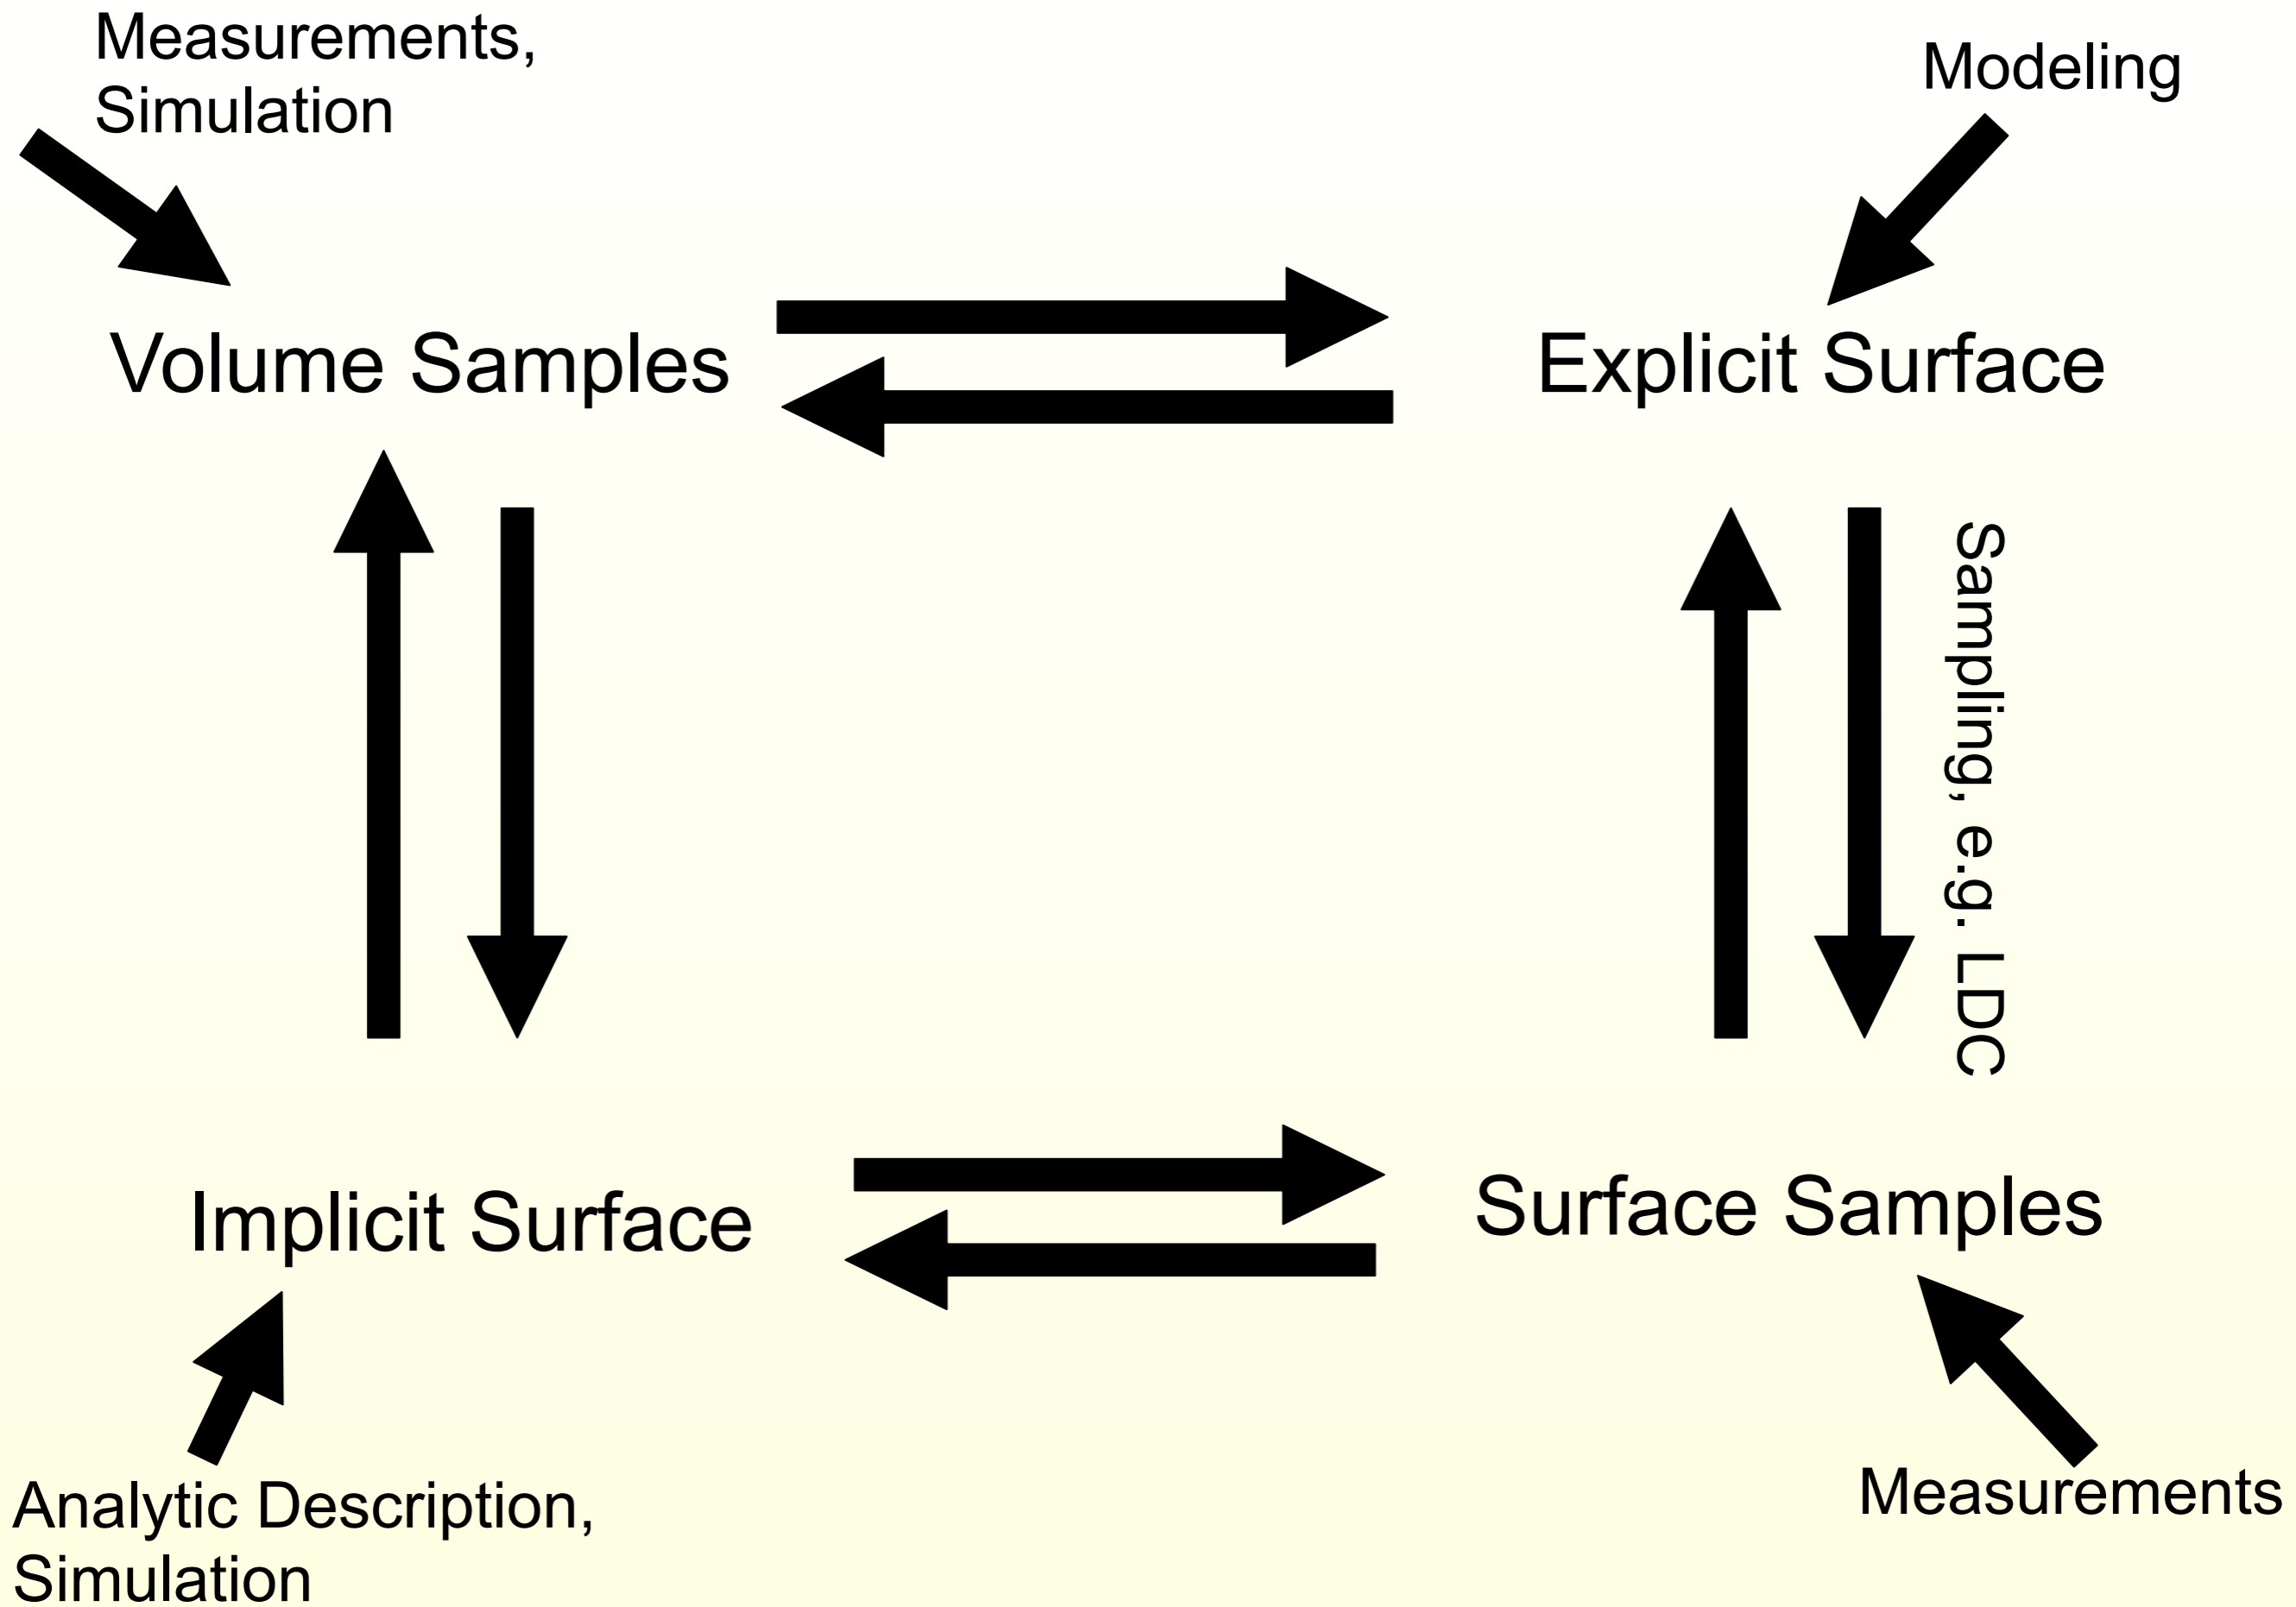 Measurements,
Simulation
Modeling
Volume Samples
Explicit Surface
Sampling, e.g. LDC
Implicit Surface
Surface Samples
Analytic Description,
Simulation
Measurements